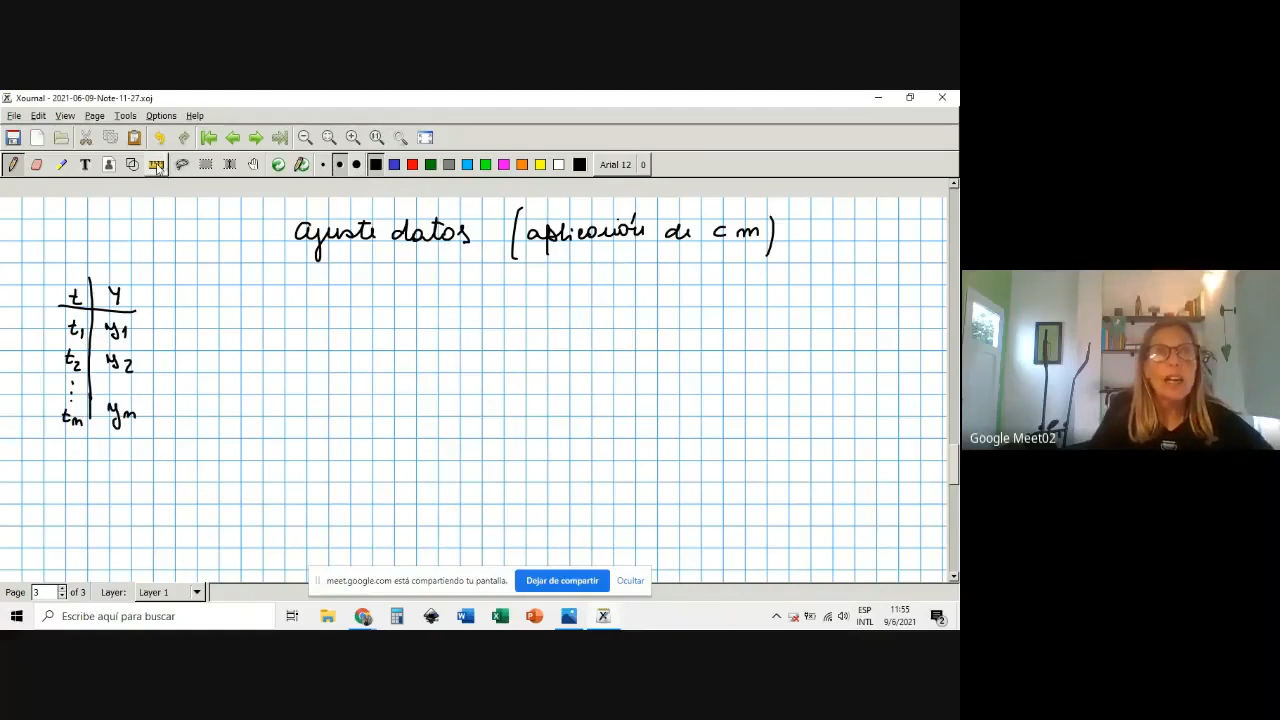 Xournal - 2021-06-09-Note-11-27.xoj
File Edit View Page Tools Options Help
Arial 12 0
ajuste datos (aplicación de c m)
t y
t1 y1
t2 y2
⋮
tm ym
Google Meet02
meet.google.com está compartiendo tu pantalla. Dejar de compartir Ocultar
Page 3 of 3 Layer: Layer 1
Escribe aquí para buscar
ESP 11:55
INTL 9/6/2021 2